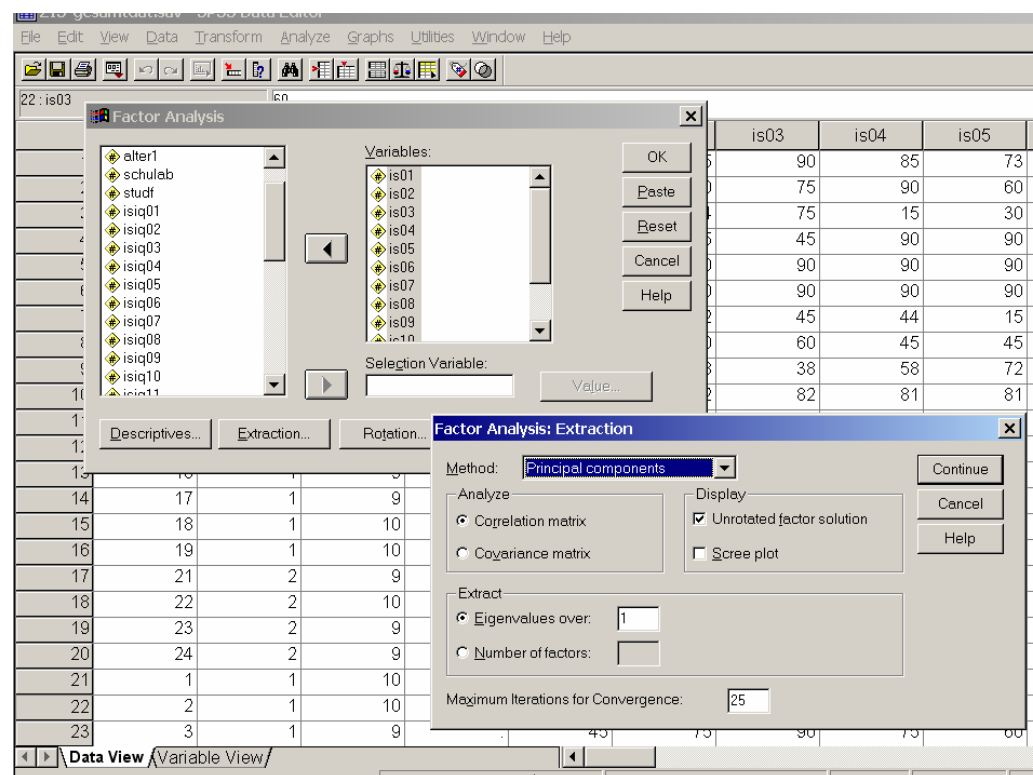 File Edit View Data Transform Analyze Graphs Utilities Window Help
22 : is03
60
Factor Analysis
alter1
schulab
studf
isiq01
isiq02
isiq03
isiq04
isiq05
isiq06
isiq07
isiq08
isiq09
isiq10
isiq11
Variables:
is01
is02
is03
is04
is05
is06
is07
is08
is09
is10
Selection Variable:
Value...
OK
Paste
Reset
Cancel
Help
Descriptives... Extraction... Rotation...
is03 is04 is05
90 85 73
75 90 60
75 15 30
45 90 90
90 90 90
90 90 90
45 44 15
60 45 45
38 58 72
82 81 81
Factor Analysis: Extraction
Method: Principal components
Analyze
Correlation matrix
Covariance matrix
Display
Unrotated factor solution
Scree plot
Extract
Eigenvalues over: 1
Number of factors:
Maximum Iterations for Convergence: 25
Continue
Cancel
Help
14 17 1 9
15 18 1 10
16 19 1 10
17 21 2 9
18 22 2 10
19 23 2 9
20 24 2 9
21 1 1 10
22 2 1 10
23 3 1 9 .
Data View Variable View